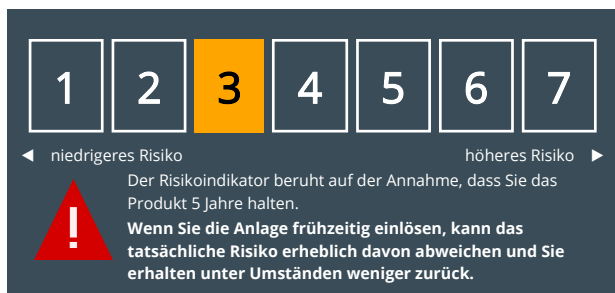 1 2 3 4 5 6 7
◄ niedrigeres Risiko höheres Risiko ►
Der Risikoindikator beruht auf der Annahme, dass Sie das
Produkt 5 Jahre halten.
Wenn Sie die Anlage frühzeitig einlösen, kann das
tatsächliche Risiko erheblich davon abweichen und Sie
erhalten unter Umständen weniger zurück.
!